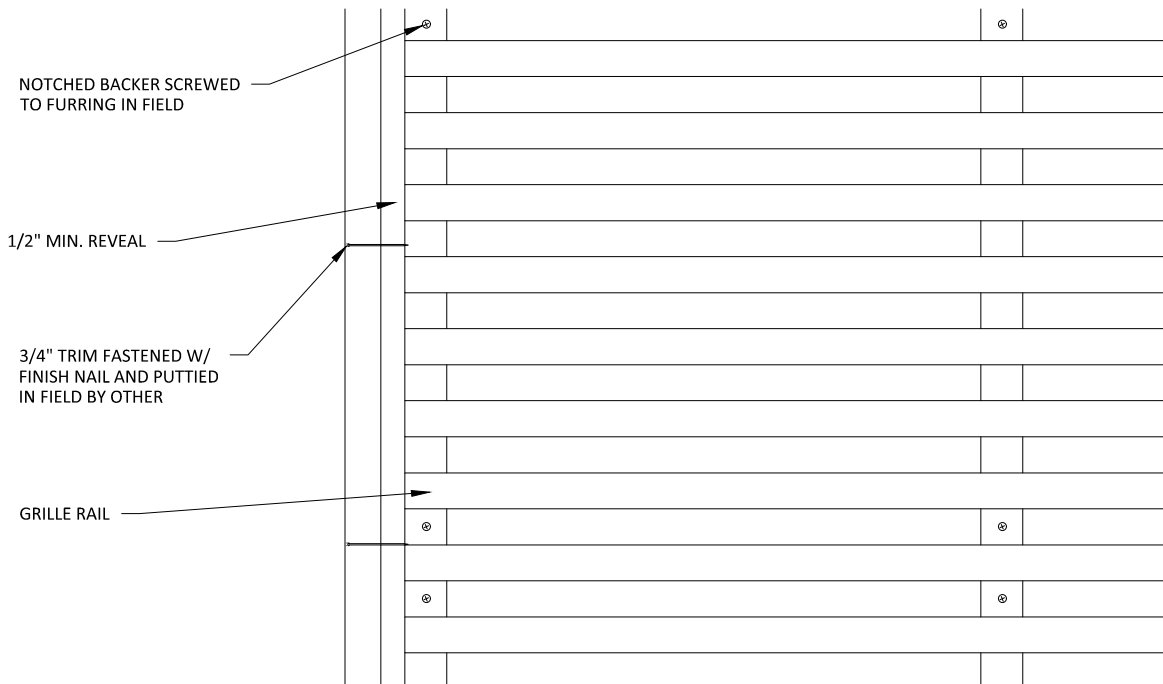 NOTCHED BACKER SCREWED
TO FURRING IN FIELD
1/2" MIN. REVEAL
3/4" TRIM FASTENED W/
FINISH NAIL AND PUTTIED
IN FIELD BY OTHER
GRILLE RAIL